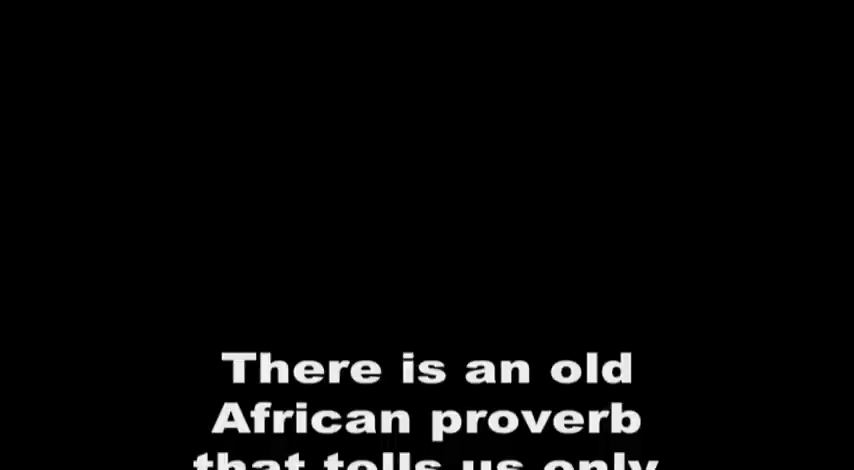 There is an old
African proverb
that tells us only